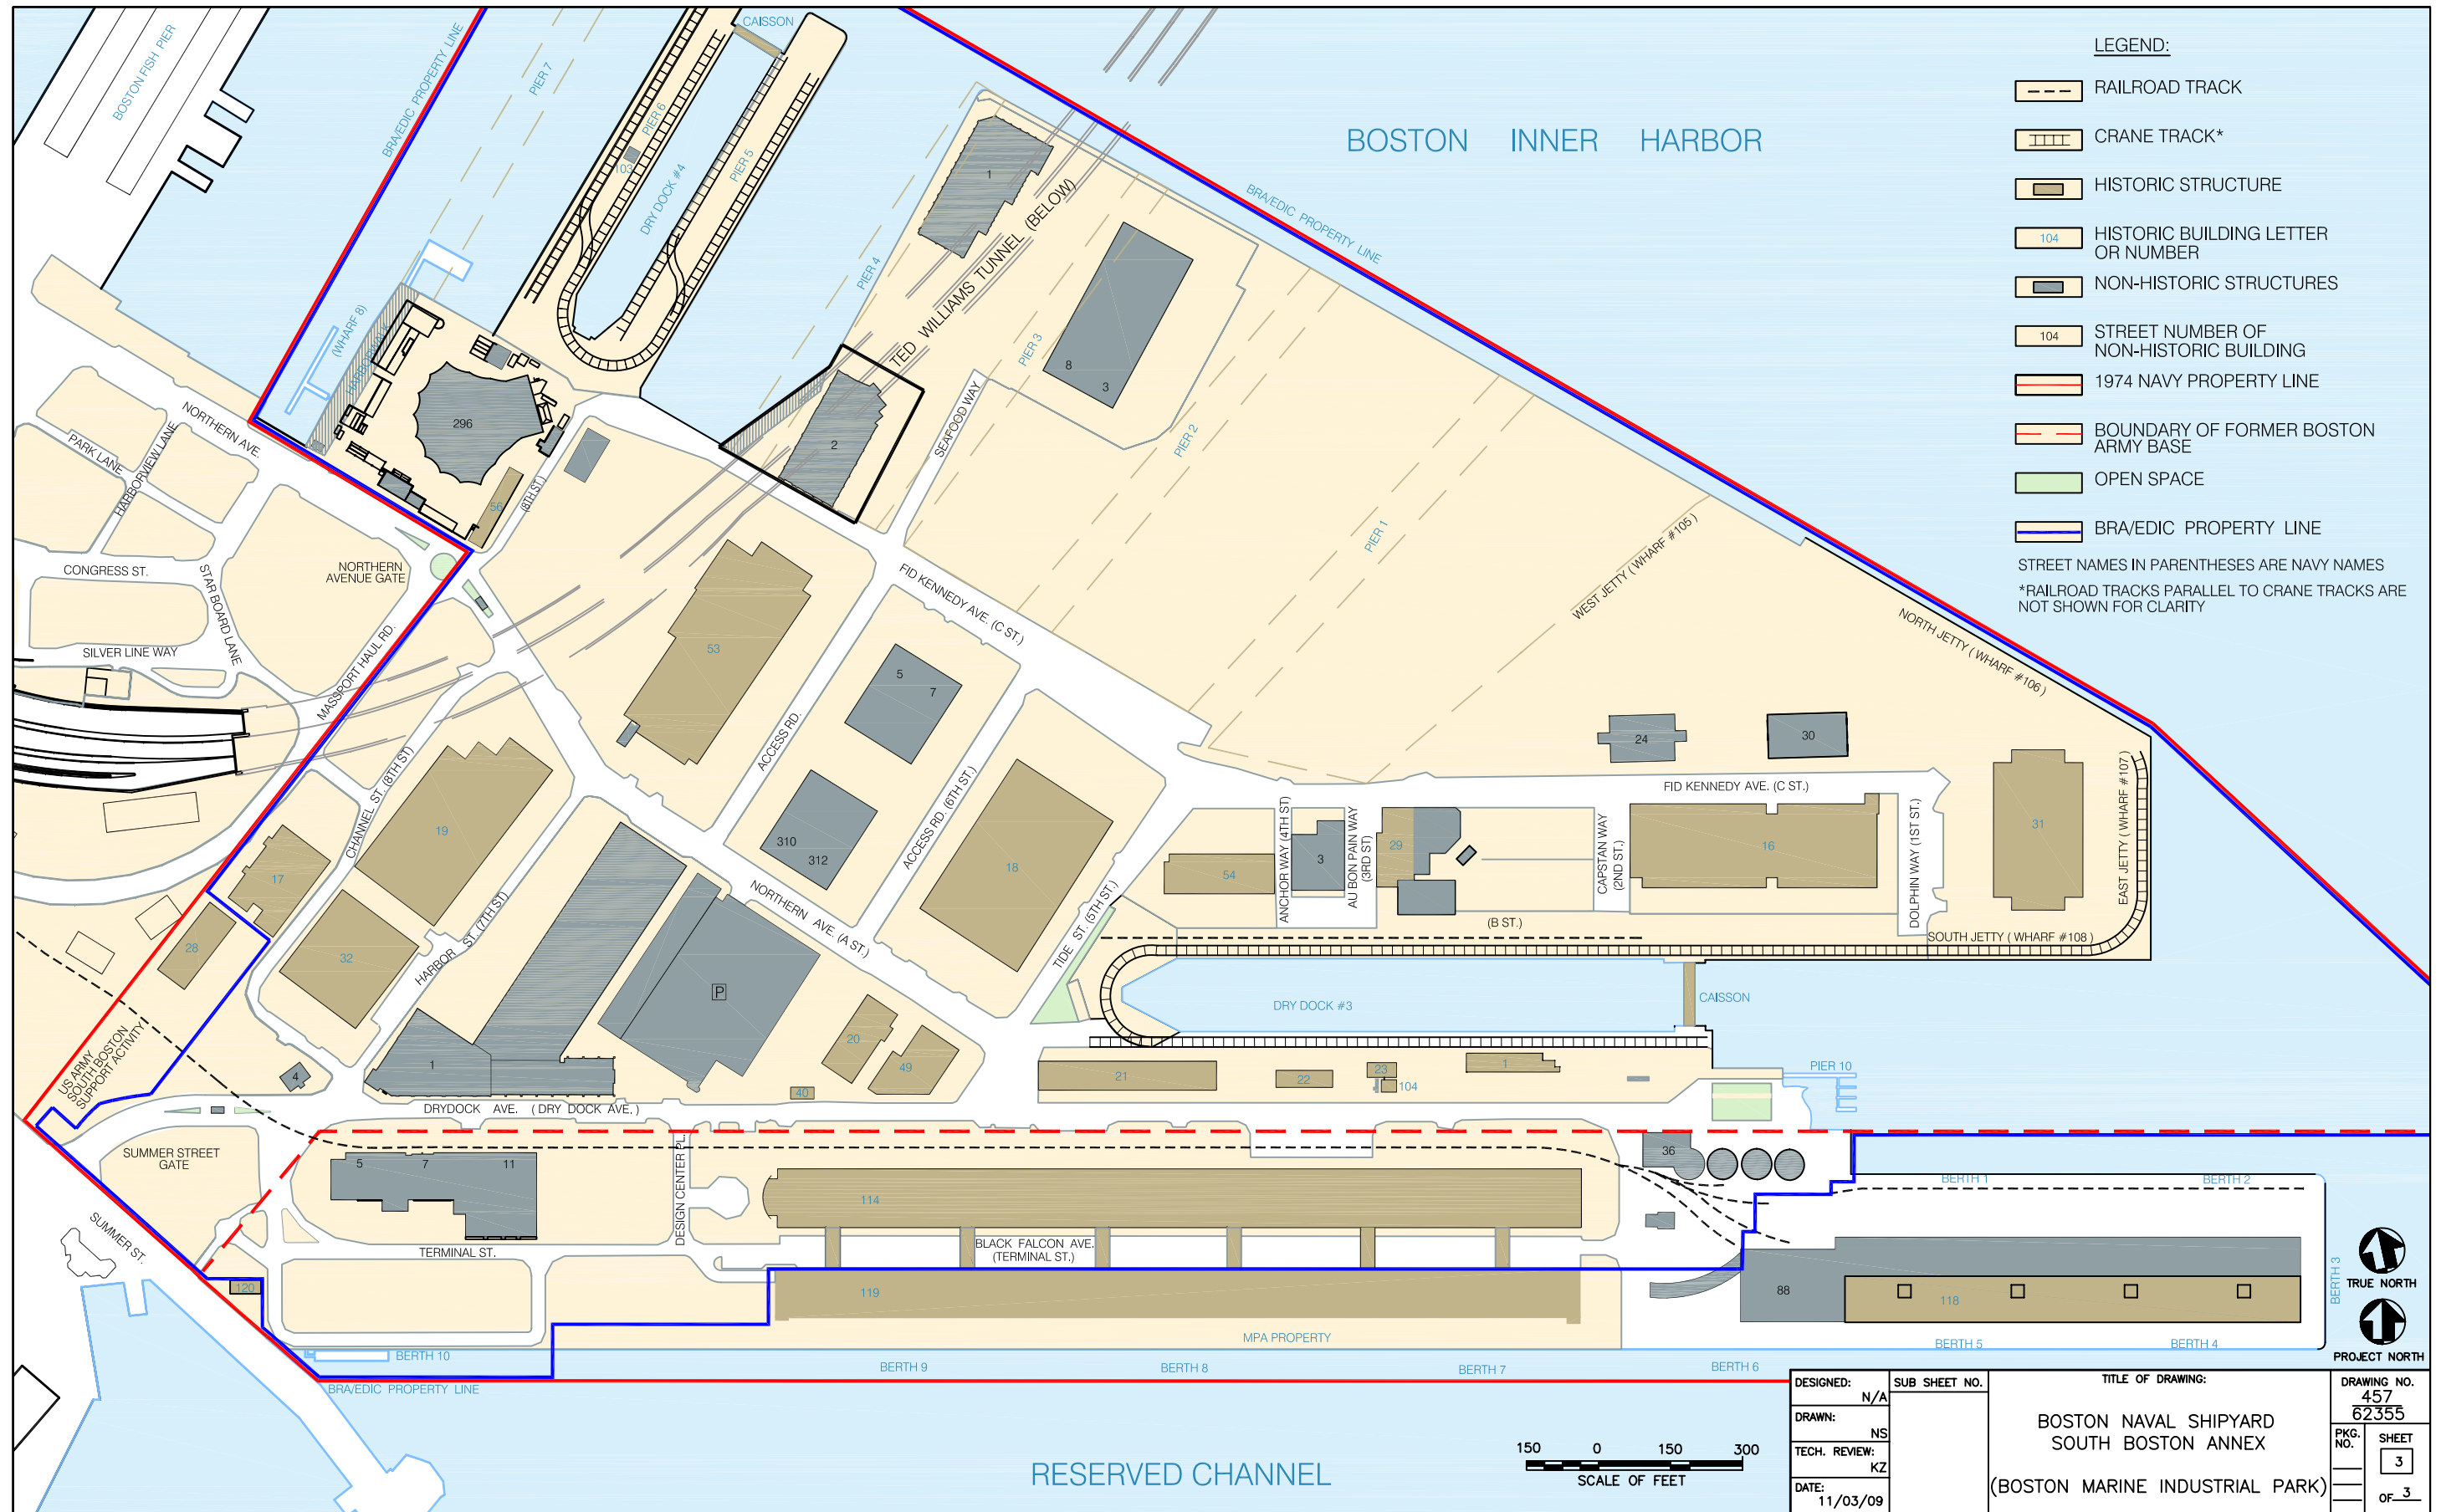 BOSTON FISH PIER
BRA/EDIC PROPERTY LINE
PIER 7
CAISSON
PIER 6
103
DRY DOCK #4
PIER 5
PIER 4
1
TED WILLIAMS TUNNEL (BELOW)
BOSTON INNER HARBOR
BRA/EDIC PROPERTY LINE
LEGEND:
RAILROAD TRACK
CRANE TRACK*
HISTORIC STRUCTURE
104
HISTORIC BUILDING LETTER
OR NUMBER
NON-HISTORIC STRUCTURES
104
STREET NUMBER OF
NON-HISTORIC BUILDING
1974 NAVY PROPERTY LINE
BOUNDARY OF FORMER BOSTON
ARMY BASE
OPEN SPACE
BRA/EDIC PROPERTY LINE
STREET NAMES IN PARENTHESES ARE NAVY NAMES
*RAILROAD TRACKS PARALLEL TO CRANE TRACKS ARE
NOT SHOWN FOR CLARITY
(WHARF 8)
HARBORWALK
296
56
(8TH ST.)
2
SEAFOOD WAY
PIER 3
8
3
PIER 2
PIER 1
WEST JETTY ( WHARF #105 )
NORTH JETTY ( WHARF #106 )
NORTHERN AVE.
PARK LANE
HARBORVIEW LANE
CONGRESS ST.
STAR BOARD LANE
SILVER LINE WAY
NORTHERN
AVENUE GATE
MASSPORT HAUL RD.
FID KENNEDY AVE. (C ST.)
53
5
7
ACCESS RD.
310
312
ACCESS RD. (6TH ST.)
18
TIDE ST. (5TH ST.)
NORTHERN AVE. (A ST.)
CHANNEL ST. (8TH ST)
19
17
28
32
HARBOR ST. (7TH ST)
P
1
4
20
49
40
24
30
FID KENNEDY AVE. (C ST.)
54
ANCHOR WAY (4TH ST)
3
AU BON PAIN WAY
(3RD ST)
29
CAPSTAN WAY
(2ND ST.)
16
DOLPHIN WAY (1ST ST.)
31
EAST JETTY ( WHARF #107 )
(B ST.)
SOUTH JETTY ( WHARF #108 )
DRY DOCK #3
CAISSON
21
22
23
104
1
PIER 10
US ARMY
SOUTH BOSTON
SUPPORT ACTIVITY
DRYDOCK AVE. ( DRY DOCK AVE. )
SUMMER STREET
GATE
5
7
11
DESIGN CENTER PL.
114
36
BERTH 1
BERTH 2
SUMMER ST.
TERMINAL ST.
BLACK FALCON AVE.
(TERMINAL ST.)
120
119
88
118
BERTH 3
MPA PROPERTY
BERTH 10
BERTH 9
BERTH 8
BERTH 7
BERTH 6
BERTH 5
BERTH 4
BRA/EDIC PROPERTY LINE
TRUE NORTH
PROJECT NORTH
RESERVED CHANNEL
150 0 150 300
SCALE OF FEET
DESIGNED:
N/A
DRAWN:
NS
TECH. REVIEW:
KZ
DATE:
11/03/09
SUB SHEET NO.
TITLE OF DRAWING:
BOSTON NAVAL SHIPYARD
SOUTH BOSTON ANNEX
(BOSTON MARINE INDUSTRIAL PARK)
DRAWING NO.
457
62355
PKG.
NO.
SHEET
3
OF 3